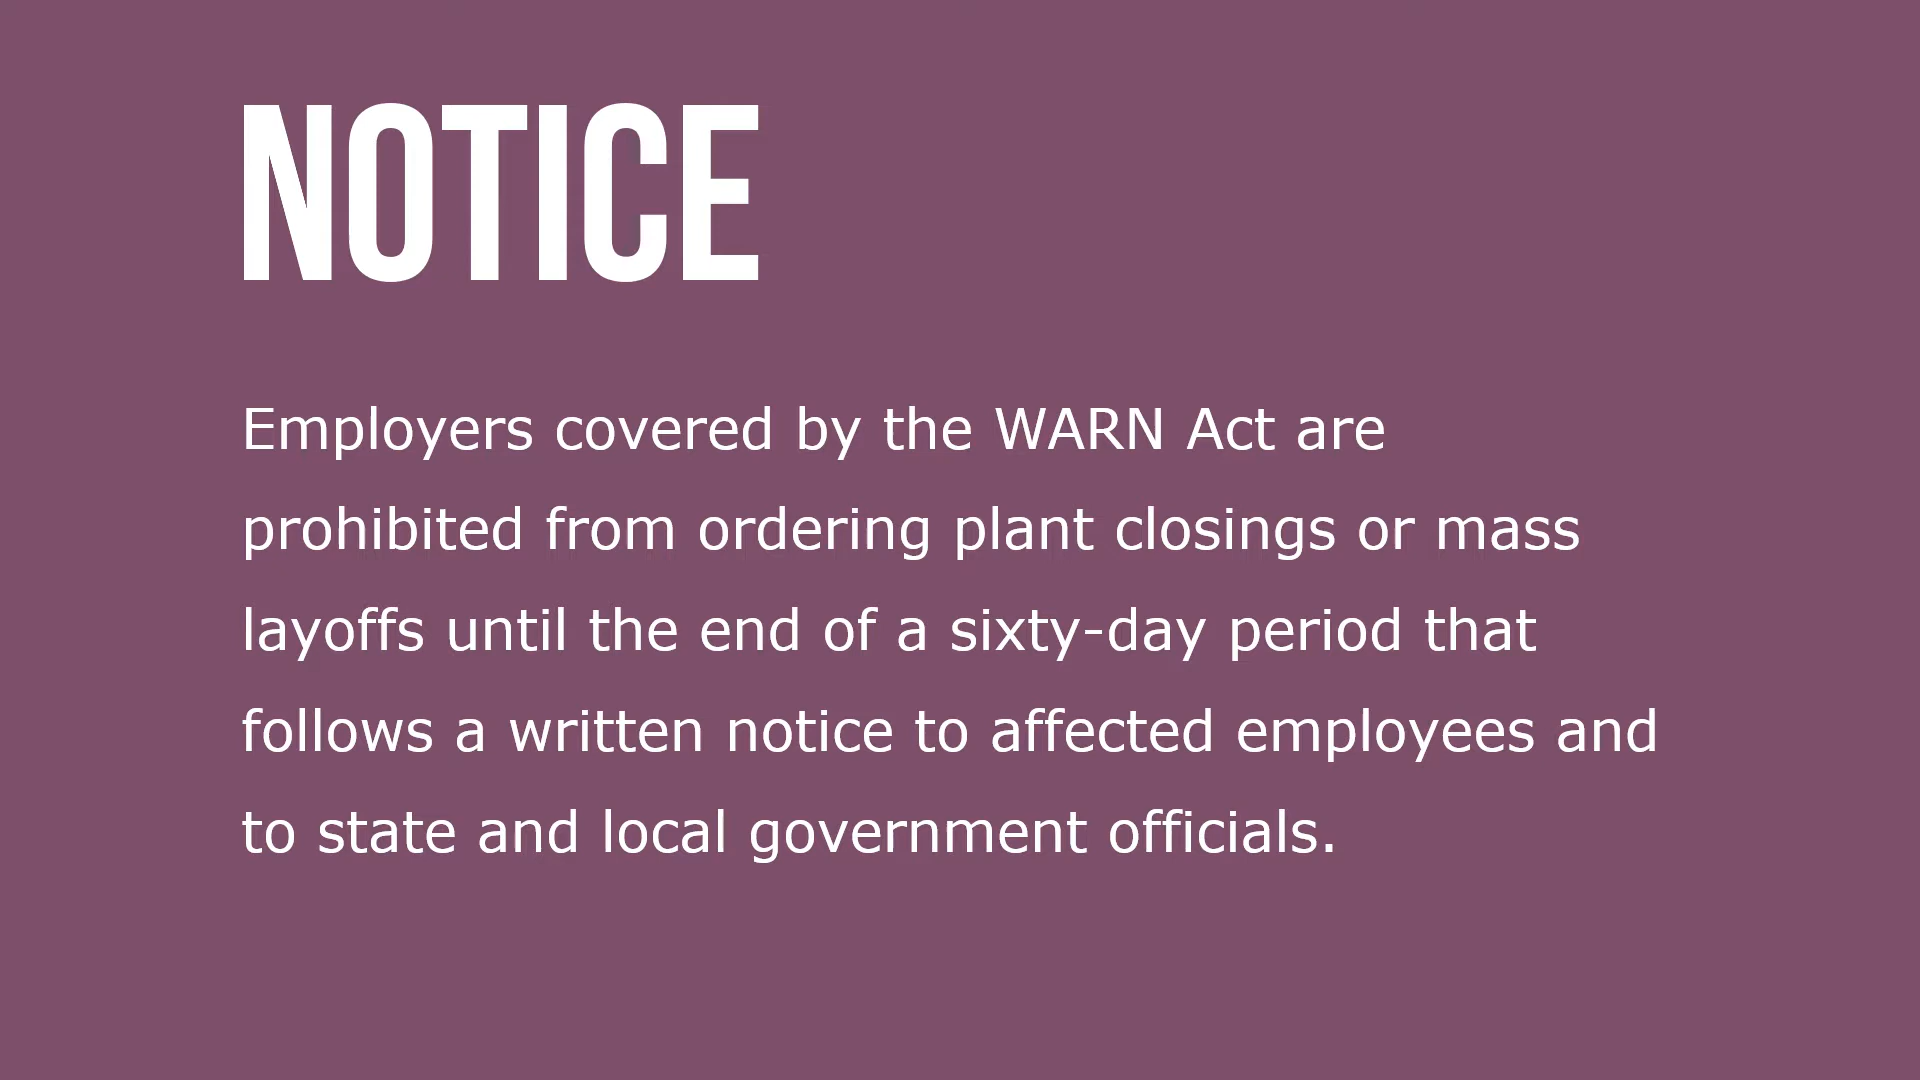 NOTICE
Employers covered by the WARN Act are
prohibited from ordering plant closings or mass
layoffs until the end of a sixty-day period that
follows a written notice to affected employees and
to state and local government officials.